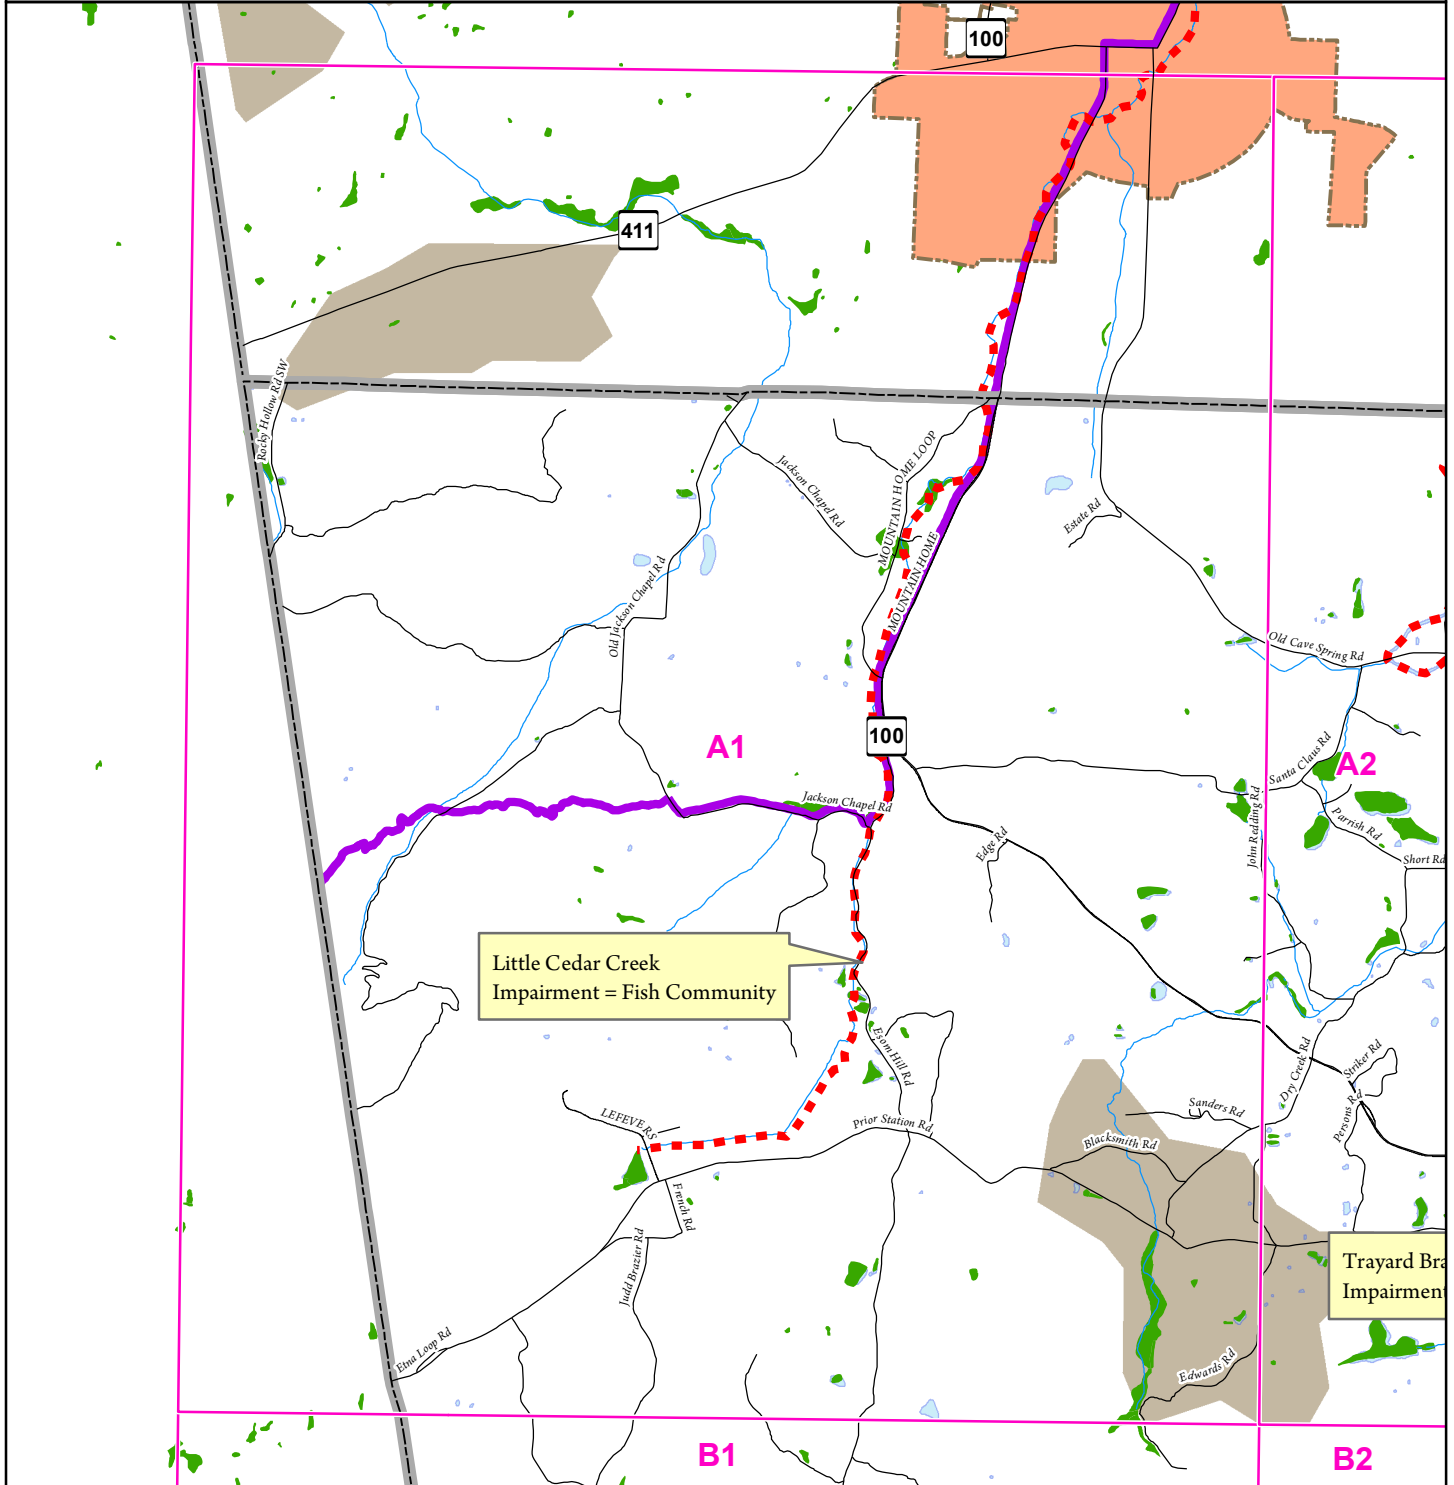 100
411
Rocky Hollow Rd SW
Jackson Chapel Rd
MOUNTAIN HOME LOOP
MOUNTAIN HOME
Estate Rd
Old Jackson Chapel Rd
Old Cave Spring Rd
100
A1
A2
Santa Claus Rd
Jackson Chapel Rd
John Redding Rd
Parrish Rd
Edge Rd
Short Rd
Little Cedar Creek
Impairment = Fish Community
Esom Hill Rd
Striker Rd
Dry Creek Rd
Persons Rd
Sanders Rd
LEFEVERS
Prior Station Rd
Blacksmith Rd
French Rd
Judd Brazier Rd
Trayard Bra
Impairment
Etna Loop Rd
Edwards Rd
B1
B2